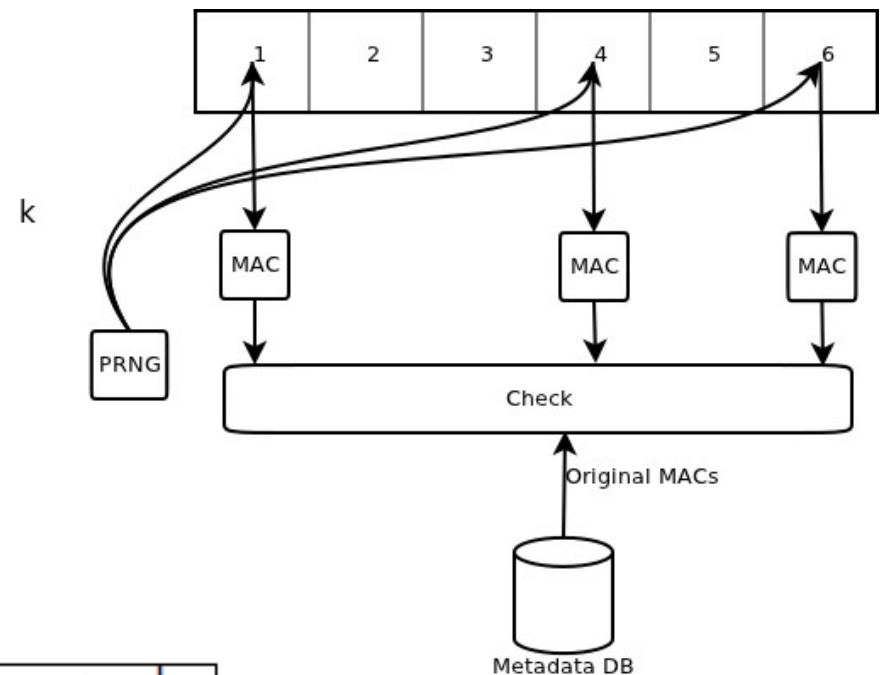 1 2 3 4 5 6
k
MAC MAC MAC
PRNG
Check
Original MACs
Metadata DB